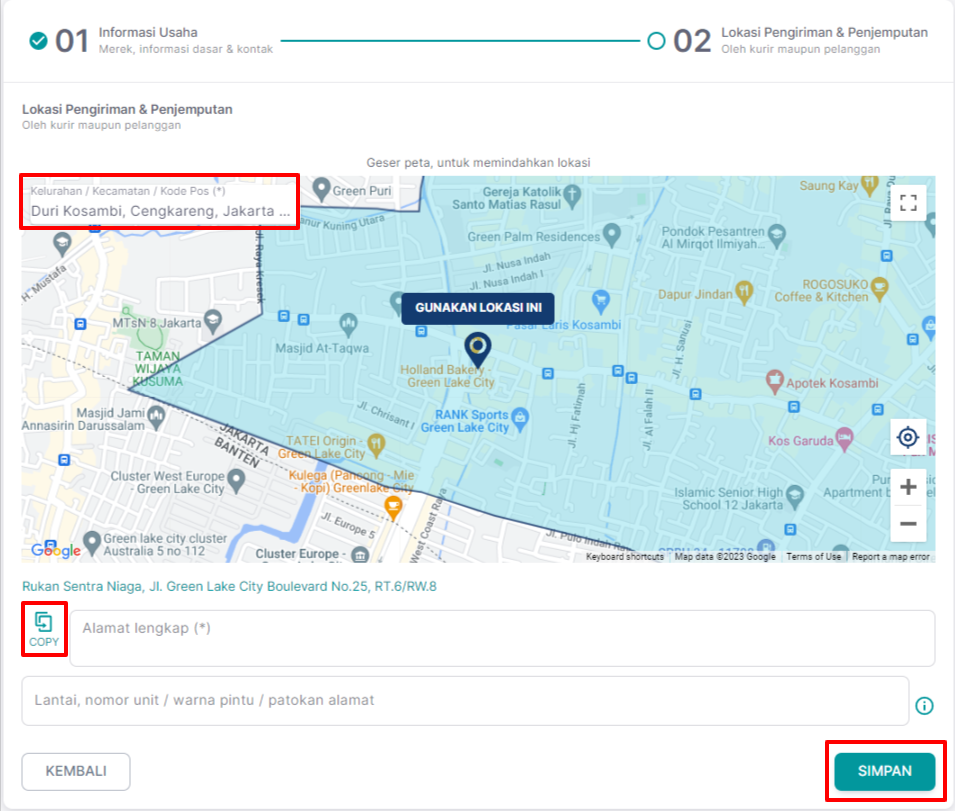 01
Informasi Usaha
Merek, informasi dasar & kontak
02
Lokasi Pengiriman & Penjemputan
Oleh kurir maupun pelanggan
Lokasi Pengiriman & Penjemputan
Oleh kurir maupun pelanggan
Geser peta, untuk memindahkan lokasi
Kelurahan / Kecamatan / Kode Pos (*)
Duri Kosambi, Cengkareng, Jakarta ...
Green Puri
Gereja Katolik
Santo Matias Rasul
Saung Kay
Kuning Utara
Jl. Raya Kresek
Green Palm Residences
Pondok Pesantren
Al Mirqot Ilmiyah...
H. Mustafa
Jl. Nusa Indah
Jl. Nusa Indah I
Dapur Jindan
ROGOSUKO
Coffee & Kitchen
GUNAKAN LOKASI INI
MTsN 8 Jakarta
Pasar Laris Kosambi
Masjid At-Taqwa
Jl. H. Sanusi
TAMAN
WIJAYA
KUSUMA
Holland Bakery -
Green Lake City
Apotek Kosambi
Masjid Jami
Annasirin Darussalam
Jl. Chrisant I
RANK Sports
Green Lake City
Jl. Hj Fatimah
Jl. Al Falah II
JAKARTA
BANTEN
TATEI Origin -
Green Lake City
Kos Garuda
Cluster West Europe
- Green Lake City
Kulega (Pancong - Mie
- Kopi) Greenlake City
Islamic Senior High
School 12 Jakarta
Apartment
Jl. Europe 5
West Coast Raya
Green lake city cluster
Australia 5 no 112
Cluster Europe -
Jl. Pulo Indah Raya
Google
Keyboard shortcuts
Map data ©2023 Google
Terms of Use
Report a map error
Rukan Sentra Niaga, Jl. Green Lake City Boulevard No.25, RT.6/RW.8
COPY
Alamat lengkap (*)
Lantai, nomor unit / warna pintu / patokan alamat
KEMBALI
SIMPAN